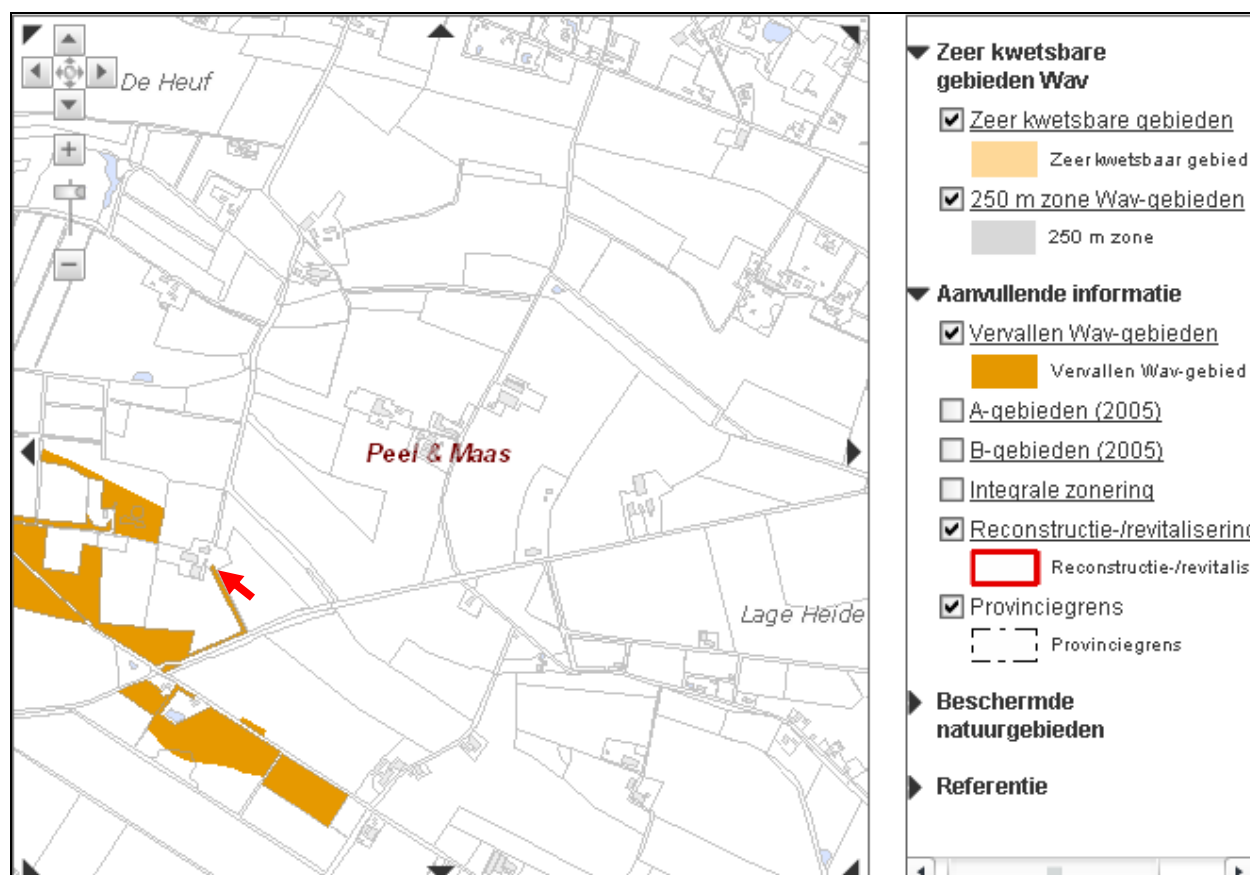 De Heuf
Peel & Maas
Lage Heide
Zeer kwetsbare
gebieden Wav
Zeer kwetsbare gebieden
Zeer kwetsbaar gebied
250 m zone Wav-gebieden
250 m zone
Aanvullende informatie
Vervallen Wav-gebieden
Vervallen Wav-gebied
A-gebieden (2005)
B-gebieden (2005)
Integrale zonering
Reconstructie-/revitalisering
Reconstructie-/revitalis
Provinciegrens
Provinciegrens
Beschermde
natuurgebieden
Referentie